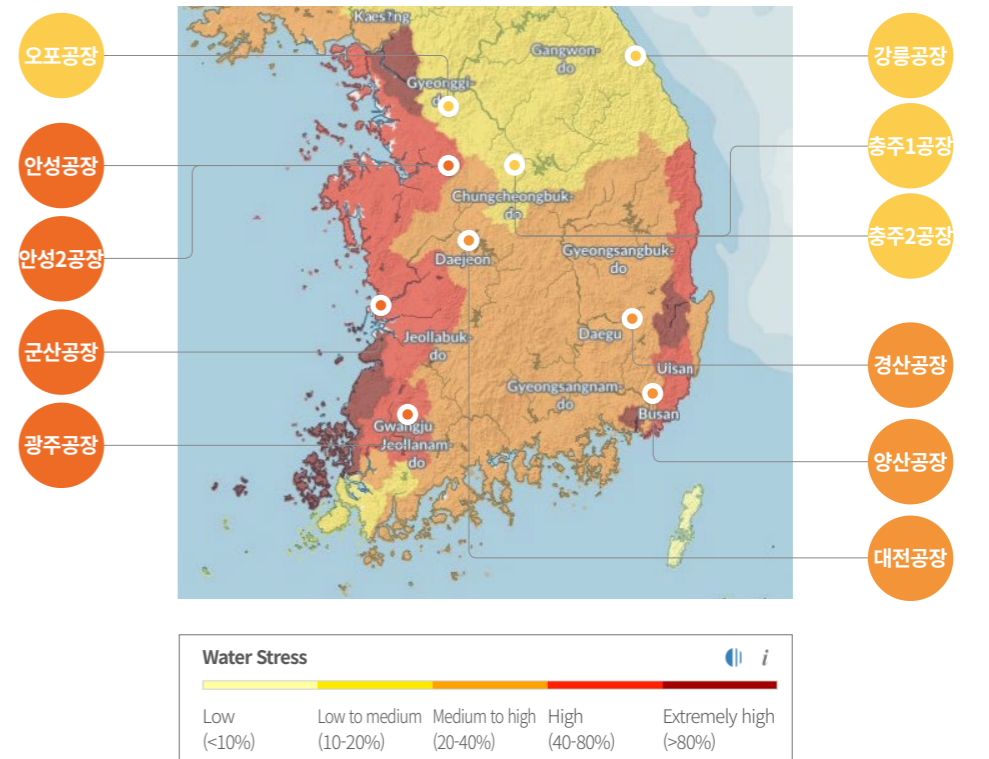 오포공장
안성공장
안성2공장
군산공장
광주공장
Kaes?ng
Gangwon-
do
Gyeonggi-
Chungcheongbuk-
do
Daejeon
Gyeongsangbuk-
do
Jeollabuk-
do
Daegu
Ulsan
Gyeongsangnam-
do
Busan
Gwangju
Jeollanam-
do
강릉공장
충주1공장
충주2공장
경산공장
양산공장
대전공장
Water Stress
i
Low
(<10%)
Low to medium
(10-20%)
Medium to high
(20-40%)
High
(40-80%)
Extremely high
(>80%)